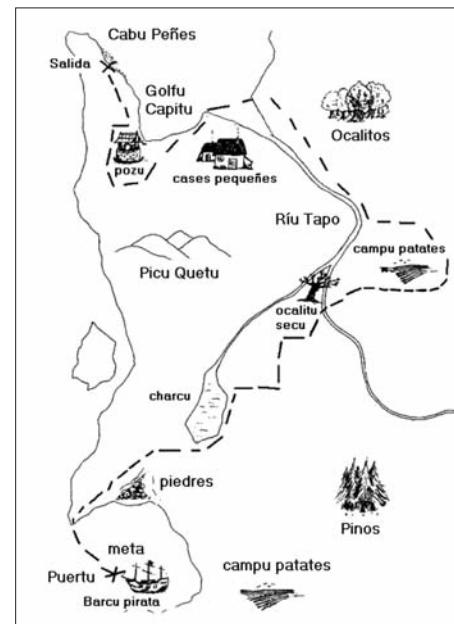 Cabu Peñes
Salida
Golfu
Capitu
Ocalitos
pozu
cases pequeñes
Ríu Tapo
campu patates
Picu Quetu
ocalitu
secu
charcu
piedres
Pinos
meta
campu patates
Puertu
Barcu pirata